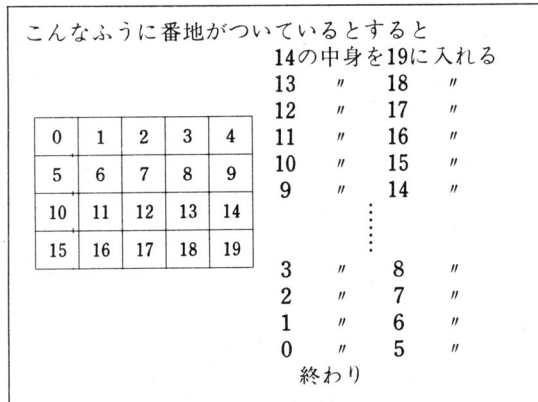 こんなふうに番地がついているとすると
14の中身を19に入れる
13 〃 18 〃
12 〃 17 〃
11 〃 16 〃
10 〃 15 〃
9 〃 14 〃
⋮
3 〃 8 〃
2 〃 7 〃
1 〃 6 〃
0 〃 5 〃
終わり
0 1 2 3 4
5 6 7 8 9
10 11 12 13 14
15 16 17 18 19